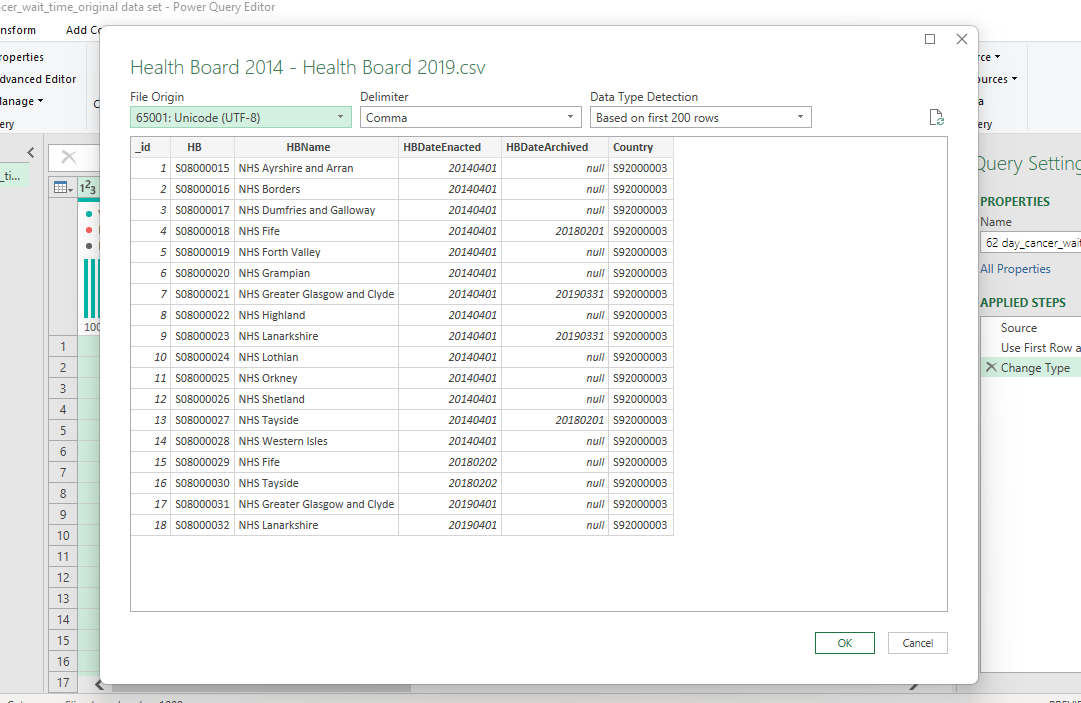 cer_wait_time_original data set - Power Query Editor
nsform Add Co
roperties
dvanced Editor
anage
ery
Health Board 2014 - Health Board 2019.csv
File Origin Delimiter Data Type Detection
65001: Unicode (UTF-8) Comma Based on first 200 rows
_id HB HBName HBDateEnacted HBDateArchived Country
1 S08000015 NHS Ayrshire and Arran 20140401 null S92000003
2 S08000016 NHS Borders 20140401 null S92000003
3 S08000017 NHS Dumfries and Galloway 20140401 null S92000003
4 S08000018 NHS Fife 20140401 20180201 S92000003
5 S08000019 NHS Forth Valley 20140401 null S92000003
6 S08000020 NHS Grampian 20140401 null S92000003
7 S08000021 NHS Greater Glasgow and Clyde 20140401 20190331 S92000003
8 S08000022 NHS Highland 20140401 null S92000003
9 S08000023 NHS Lanarkshire 20140401 20190331 S92000003
10 S08000024 NHS Lothian 20140401 null S92000003
11 S08000025 NHS Orkney 20140401 null S92000003
12 S08000026 NHS Shetland 20140401 null S92000003
13 S08000027 NHS Tayside 20140401 20180201 S92000003
14 S08000028 NHS Western Isles 20140401 null S92000003
15 S08000029 NHS Fife 20180202 null S92000003
16 S08000030 NHS Tayside 20180202 null S92000003
17 S08000031 NHS Greater Glasgow and Clyde 20190401 null S92000003
18 S08000032 NHS Lanarkshire 20190401 null S92000003
OK Cancel
_ti...
123
100
1
2
3
4
5
6
7
8
9
10
11
12
13
14
15
16
17
rce
ources
a
ery
Query Setting
PROPERTIES
Name
62 day_cancer_wait
All Properties
APPLIED STEPS
Source
Use First Row a
Change Type